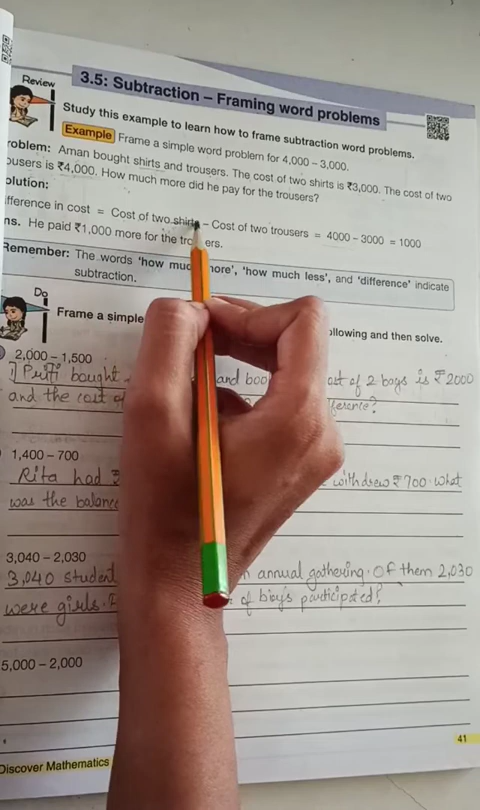 Review
3.5: Subtraction – Framing word problems
Study this example to learn how to frame subtraction word problems.
Example Frame a simple word problem for 4,000 – 3,000.
roblem: Aman bought shirts and trousers. The cost of two shirts is ₹3,000. The cost of two
ousers is ₹4,000. How much more did he pay for the trousers?
olution:
ifference in cost = Cost of two shirts – Cost of two trousers = 4000 – 3000 = 1000
ns. He paid ₹1,000 more for the tro ers.
Remember: The words 'how muc more', 'how much less', and 'difference' indicate
subtraction.
Do
Frame a simple ollowing and then solve.
2,000 – 1,500
1) Priti bought and boo ost of 2 bags is ₹2000
and the cost of ference?
1,400 – 700
Rita had ₹ withdrew ₹700. What
was the balance
3,040 – 2,030
3,040 student annual gathering. Of them 2,030
were girls. of boy's participated?
5,000 – 2,000
41
Discover Mathematics